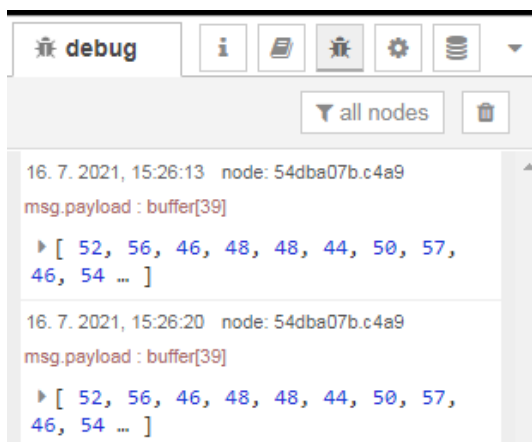 debug
i
all nodes
16. 7. 2021, 15:26:13 node: 54dba07b.c4a9
msg.payload : buffer[39]
[ 52, 56, 46, 48, 48, 44, 50, 57,
46, 54 … ]
16. 7. 2021, 15:26:20 node: 54dba07b.c4a9
msg.payload : buffer[39]
[ 52, 56, 46, 48, 48, 44, 50, 57,
46, 54 … ]